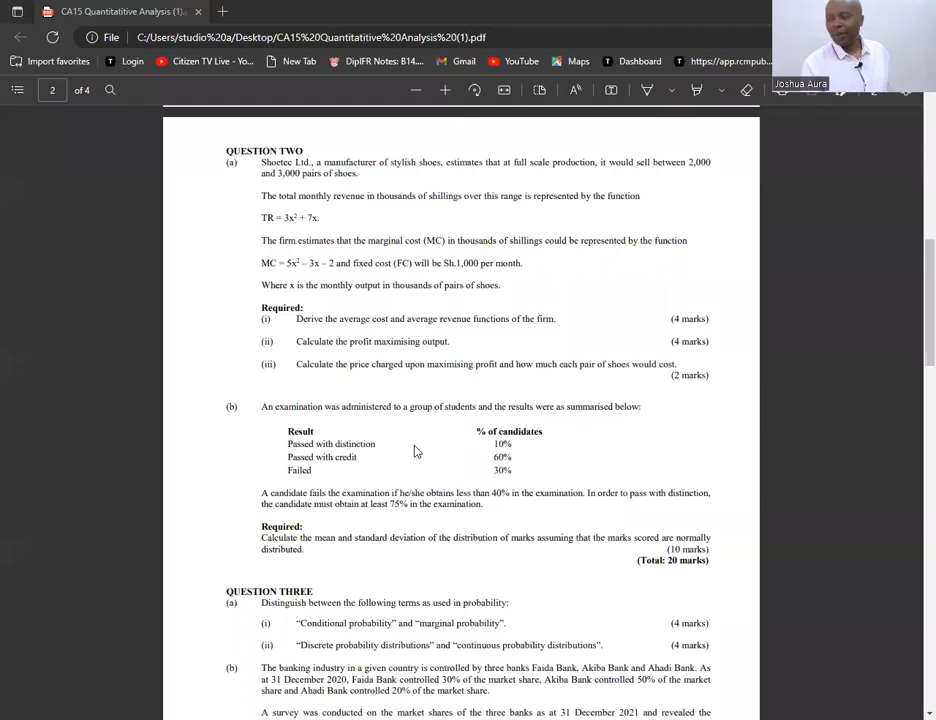 CA15 Quantitatitive Analysis (1).
File
C:/Users/studio a/Desktop/CA15%20Quantitatitive%20Analysis%20(1).pdf
Import favorites
Login
Citizen TV Live - Yo...
New Tab
DipIFR Notes: B14...
Gmail
YouTube
Maps
Dashboard
https://app.rcmpub...
Joshua Aura
2
of 4
QUESTION TWO
(a) Shoetec Ltd., a manufacturer of stylish shoes, estimates that at full scale production, it would sell between 2,000
and 3,000 pairs of shoes.
The total monthly revenue in thousands of shillings over this range is represented by the function
TR = 3x² + 7x.
The firm estimates that the marginal cost (MC) in thousands of shillings could be represented by the function
MC = 5x² – 3x – 2 and fixed cost (FC) will be Sh.1,000 per month.
Where x is the monthly output in thousands of pairs of shoes.
Required:
(i) Derive the average cost and average revenue functions of the firm. (4 marks)
(ii) Calculate the profit maximising output. (4 marks)
(iii) Calculate the price charged upon maximising profit and how much each pair of shoes would cost.
(2 marks)
(b) An examination was administered to a group of students and the results were as summarised below:
Result % of candidates
Passed with distinction 10%
Passed with credit 60%
Failed 30%
A candidate fails the examination if he/she obtains less than 40% in the examination. In order to pass with distinction,
the candidate must obtain at least 75% in the examination.
Required:
Calculate the mean and standard deviation of the distribution of marks assuming that the marks scored are normally
distributed. (10 marks)
(Total: 20 marks)
QUESTION THREE
(a) Distinguish between the following terms as used in probability:
(i) “Conditional probability” and “marginal probability”. (4 marks)
(ii) “Discrete probability distributions” and “continuous probability distributions”. (4 marks)
(b) The banking industry in a given country is controlled by three banks Faida Bank, Akiba Bank and Ahadi Bank. As
at 31 December 2020, Faida Bank controlled 30% of the market share, Akiba Bank controlled 50% of the market
share and Ahadi Bank controlled 20% of the market share.
A survey was conducted on the market shares of the three banks as at 31 December 2021 and revealed the